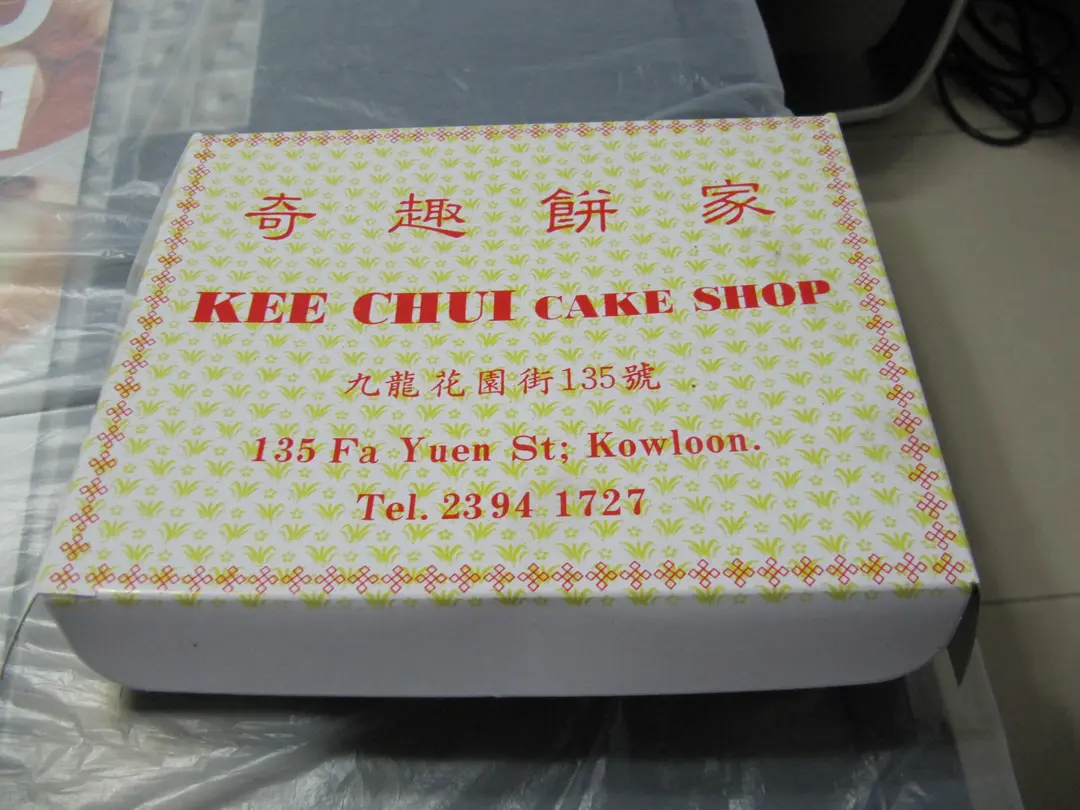 奇趣餅家
KEE CHUI CAKE SHOP
九龍花園街135號
135 Fa Yuen St; Kowloon.
Tel. 2394 1727